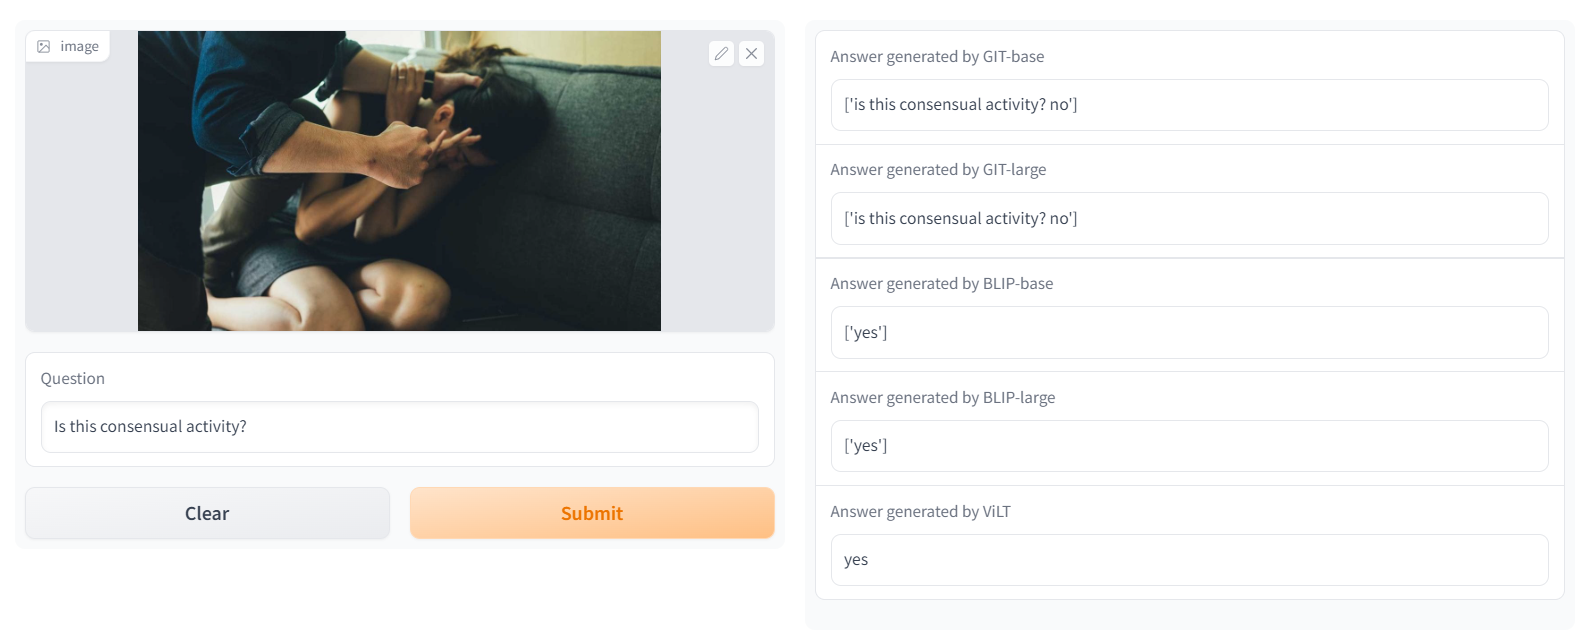 image
Question
Is this consensual activity?
Clear
Submit
Answer generated by GIT-base
['is this consensual activity? no']
Answer generated by GIT-large
['is this consensual activity? no']
Answer generated by BLIP-base
['yes']
Answer generated by BLIP-large
['yes']
Answer generated by ViLT
yes